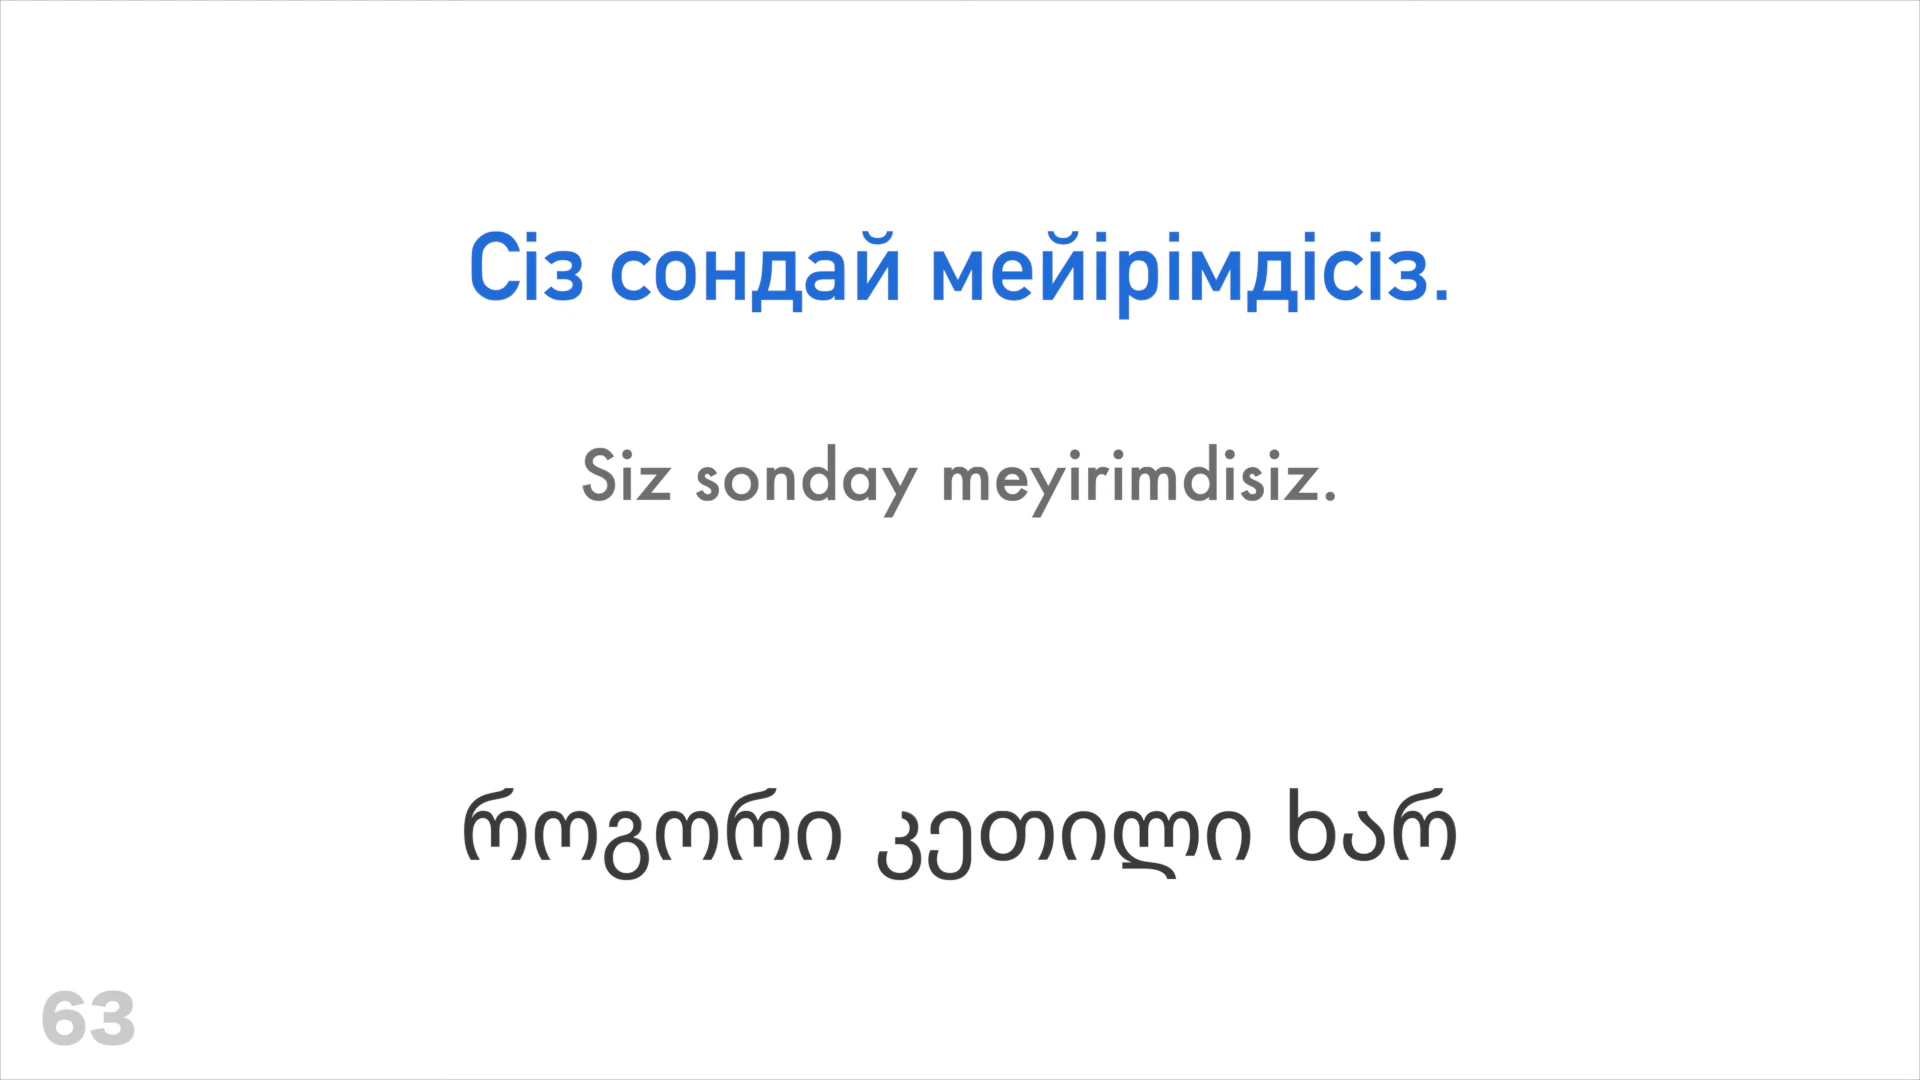 Сіз сондай мейірімдісіз.
Siz sonday meyirimdisiz.
როგორი კეთილი ხარ
63